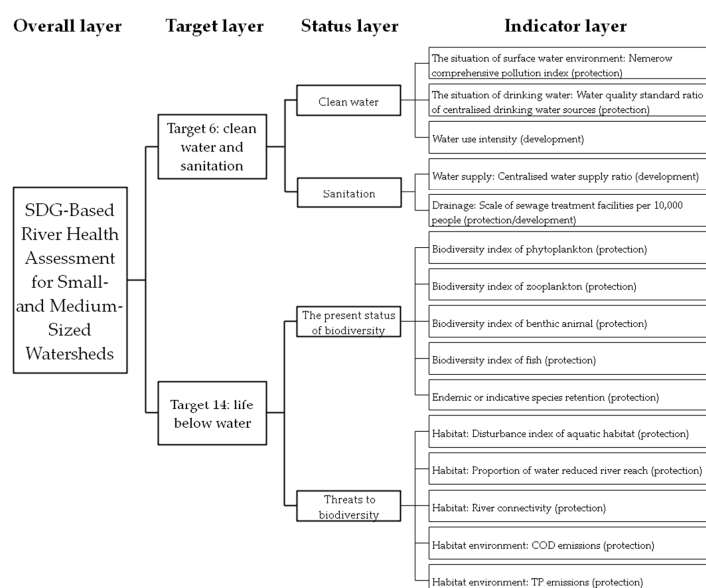 Overall layer
Target layer
Status layer
Indicator layer
SDG-Based
River Health
Assessment
for Small-
and Medium-
Sized
Watersheds
Target 6: clean
water and
sanitation
Target 14: life
below water
Clean water
Sanitation
The present status
of biodiversity
Threats to
biodiversity
The situation of surface water environment: Nemerow
comprehensive pollution index (protection)
The situation of drinking water: Water quality standard ratio
of centralised drinking water sources (protection)
Water use intensity (development)
Water supply: Centralised water supply ratio (development)
Drainage: Scale of sewage treatment facilities per 10,000
people (protection/development)
Biodiversity index of phytoplankton (protection)
Biodiversity index of zooplankton (protection)
Biodiversity index of benthic animal (protection)
Biodiversity index of fish (protection)
Endemic or indicative species retention (protection)
Habitat: Disturbance index of aquatic habitat (protection)
Habitat: Proportion of water reduced river reach (protection)
Habitat: River connectivity (protection)
Habitat environment: COD emissions (protection)
Habitat environment: TP emissions (protection)